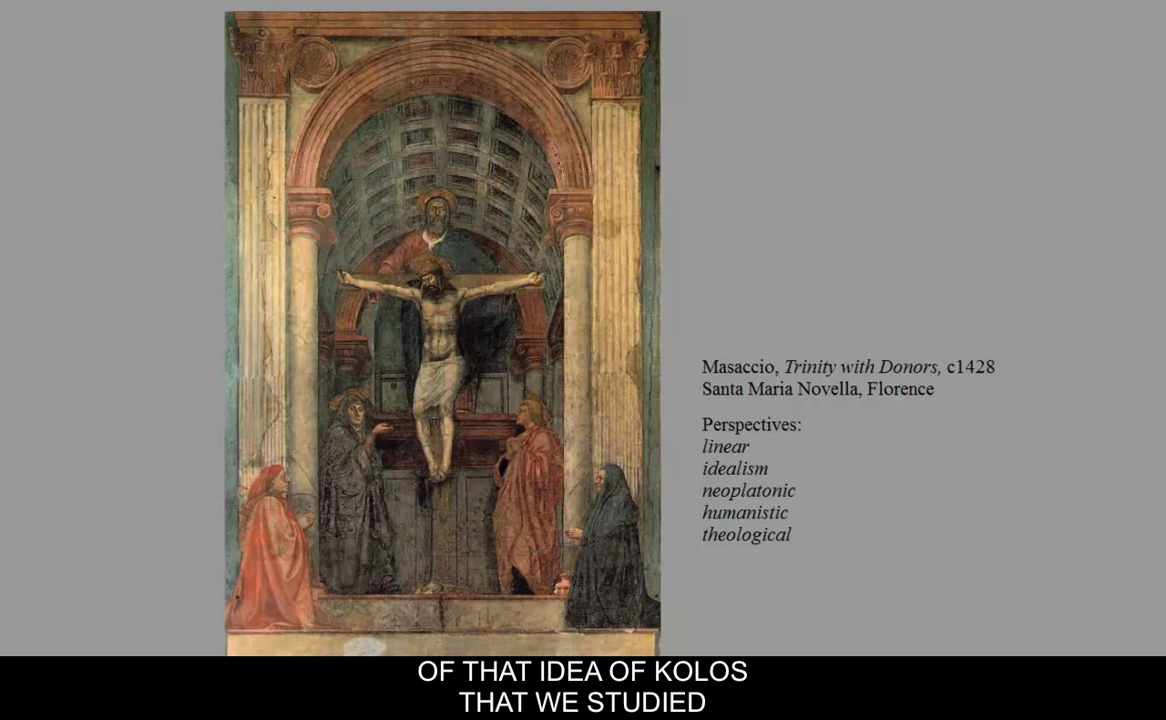 Masaccio, Trinity with Donors, c1428
Santa Maria Novella, Florence
Perspectives:
linear
idealism
neoplatonic
humanistic
theological
OF THAT IDEA OF KOLOS
THAT WE STUDIED